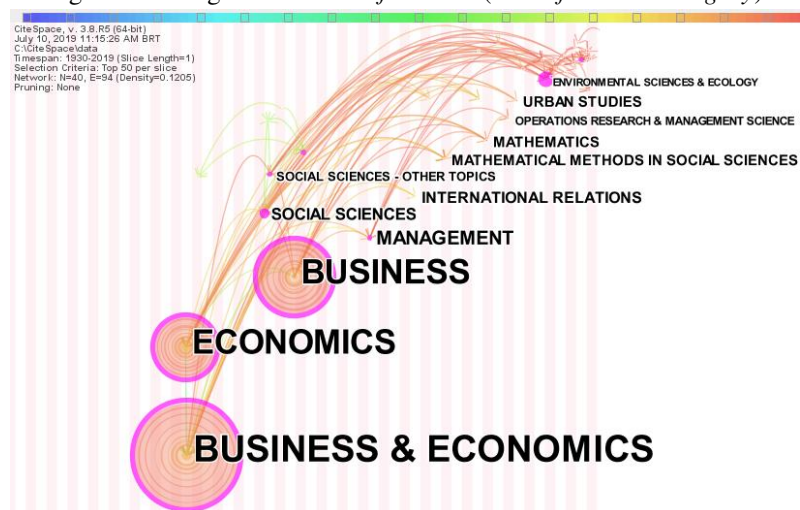 CiteSpace, v. 3.8.R5 (64-bit)
July 10, 2019 11:15:26 AM BRT
C:\CiteSpace\data
Timespan: 1930-2019 (Slice Length=1)
Selection Criteria: Top 50 per slice
Network: N=40, E=94 (Density=0.1205)
Pruning: None
ENVIRONMENTAL SCIENCES & ECOLOGY
URBAN STUDIES
OPERATIONS RESEARCH & MANAGEMENT SCIENCE
MATHEMATICS
MATHEMATICAL METHODS IN SOCIAL SCIENCES
SOCIAL SCIENCES - OTHER TOPICS
INTERNATIONAL RELATIONS
SOCIAL SCIENCES
MANAGEMENT
BUSINESS
ECONOMICS
BUSINESS & ECONOMICS